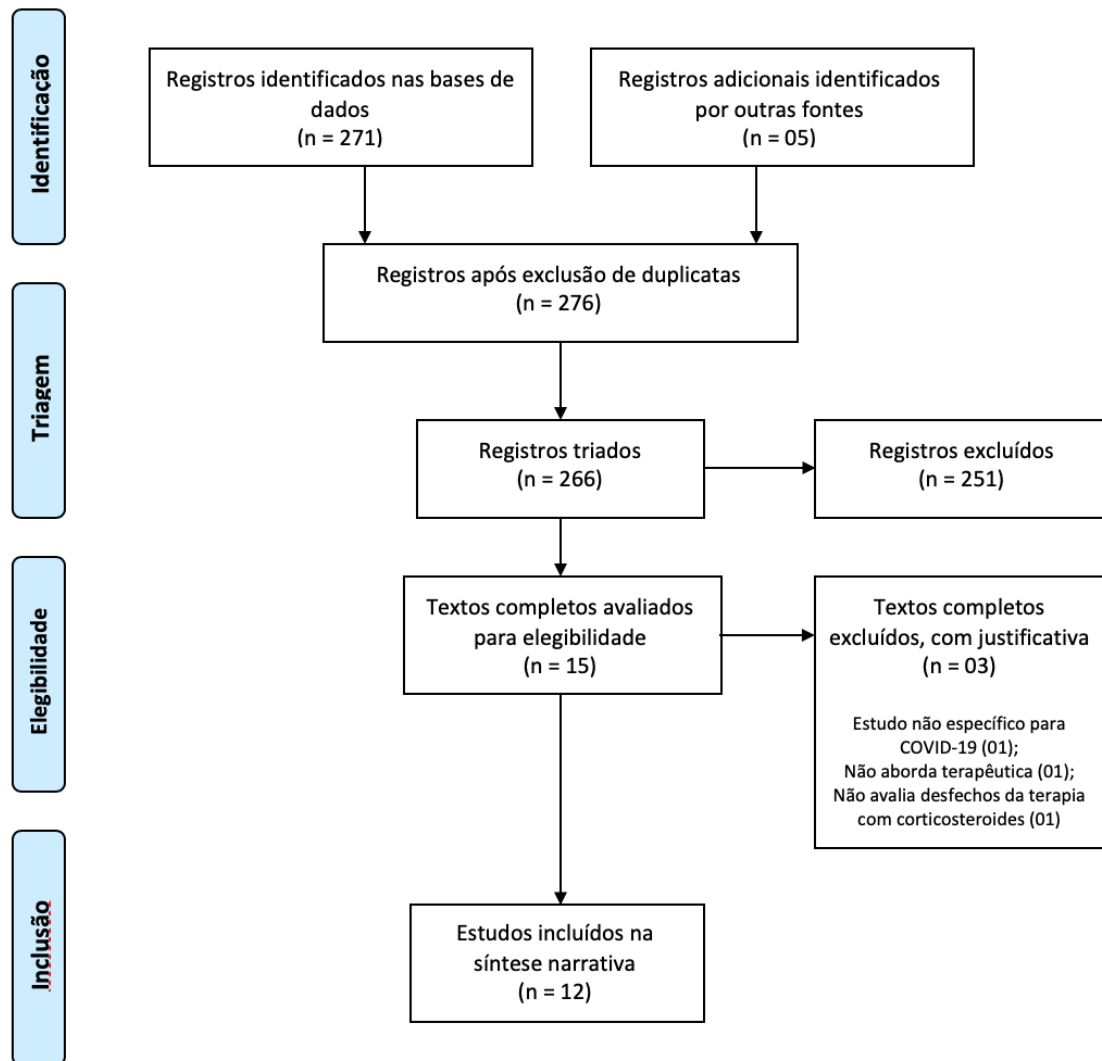 Identificação
Registros identificados nas bases de
dados
(n = 271)
Registros adicionais identificados
por outras fontes
(n = 05)
Registros após exclusão de duplicatas
(n = 276)
Triagem
Registros triados
(n = 266)
Registros excluídos
(n = 251)
Elegibilidade
Textos completos avaliados
para elegibilidade
(n = 15)
Textos completos
excluídos, com justificativa
(n = 03)
Estudo não específico para
COVID-19 (01);
Não aborda terapêutica (01);
Não avalia desfechos da terapia
com corticosteroides (01)
Inclusão
Estudos incluídos na
síntese narrativa
(n = 12)